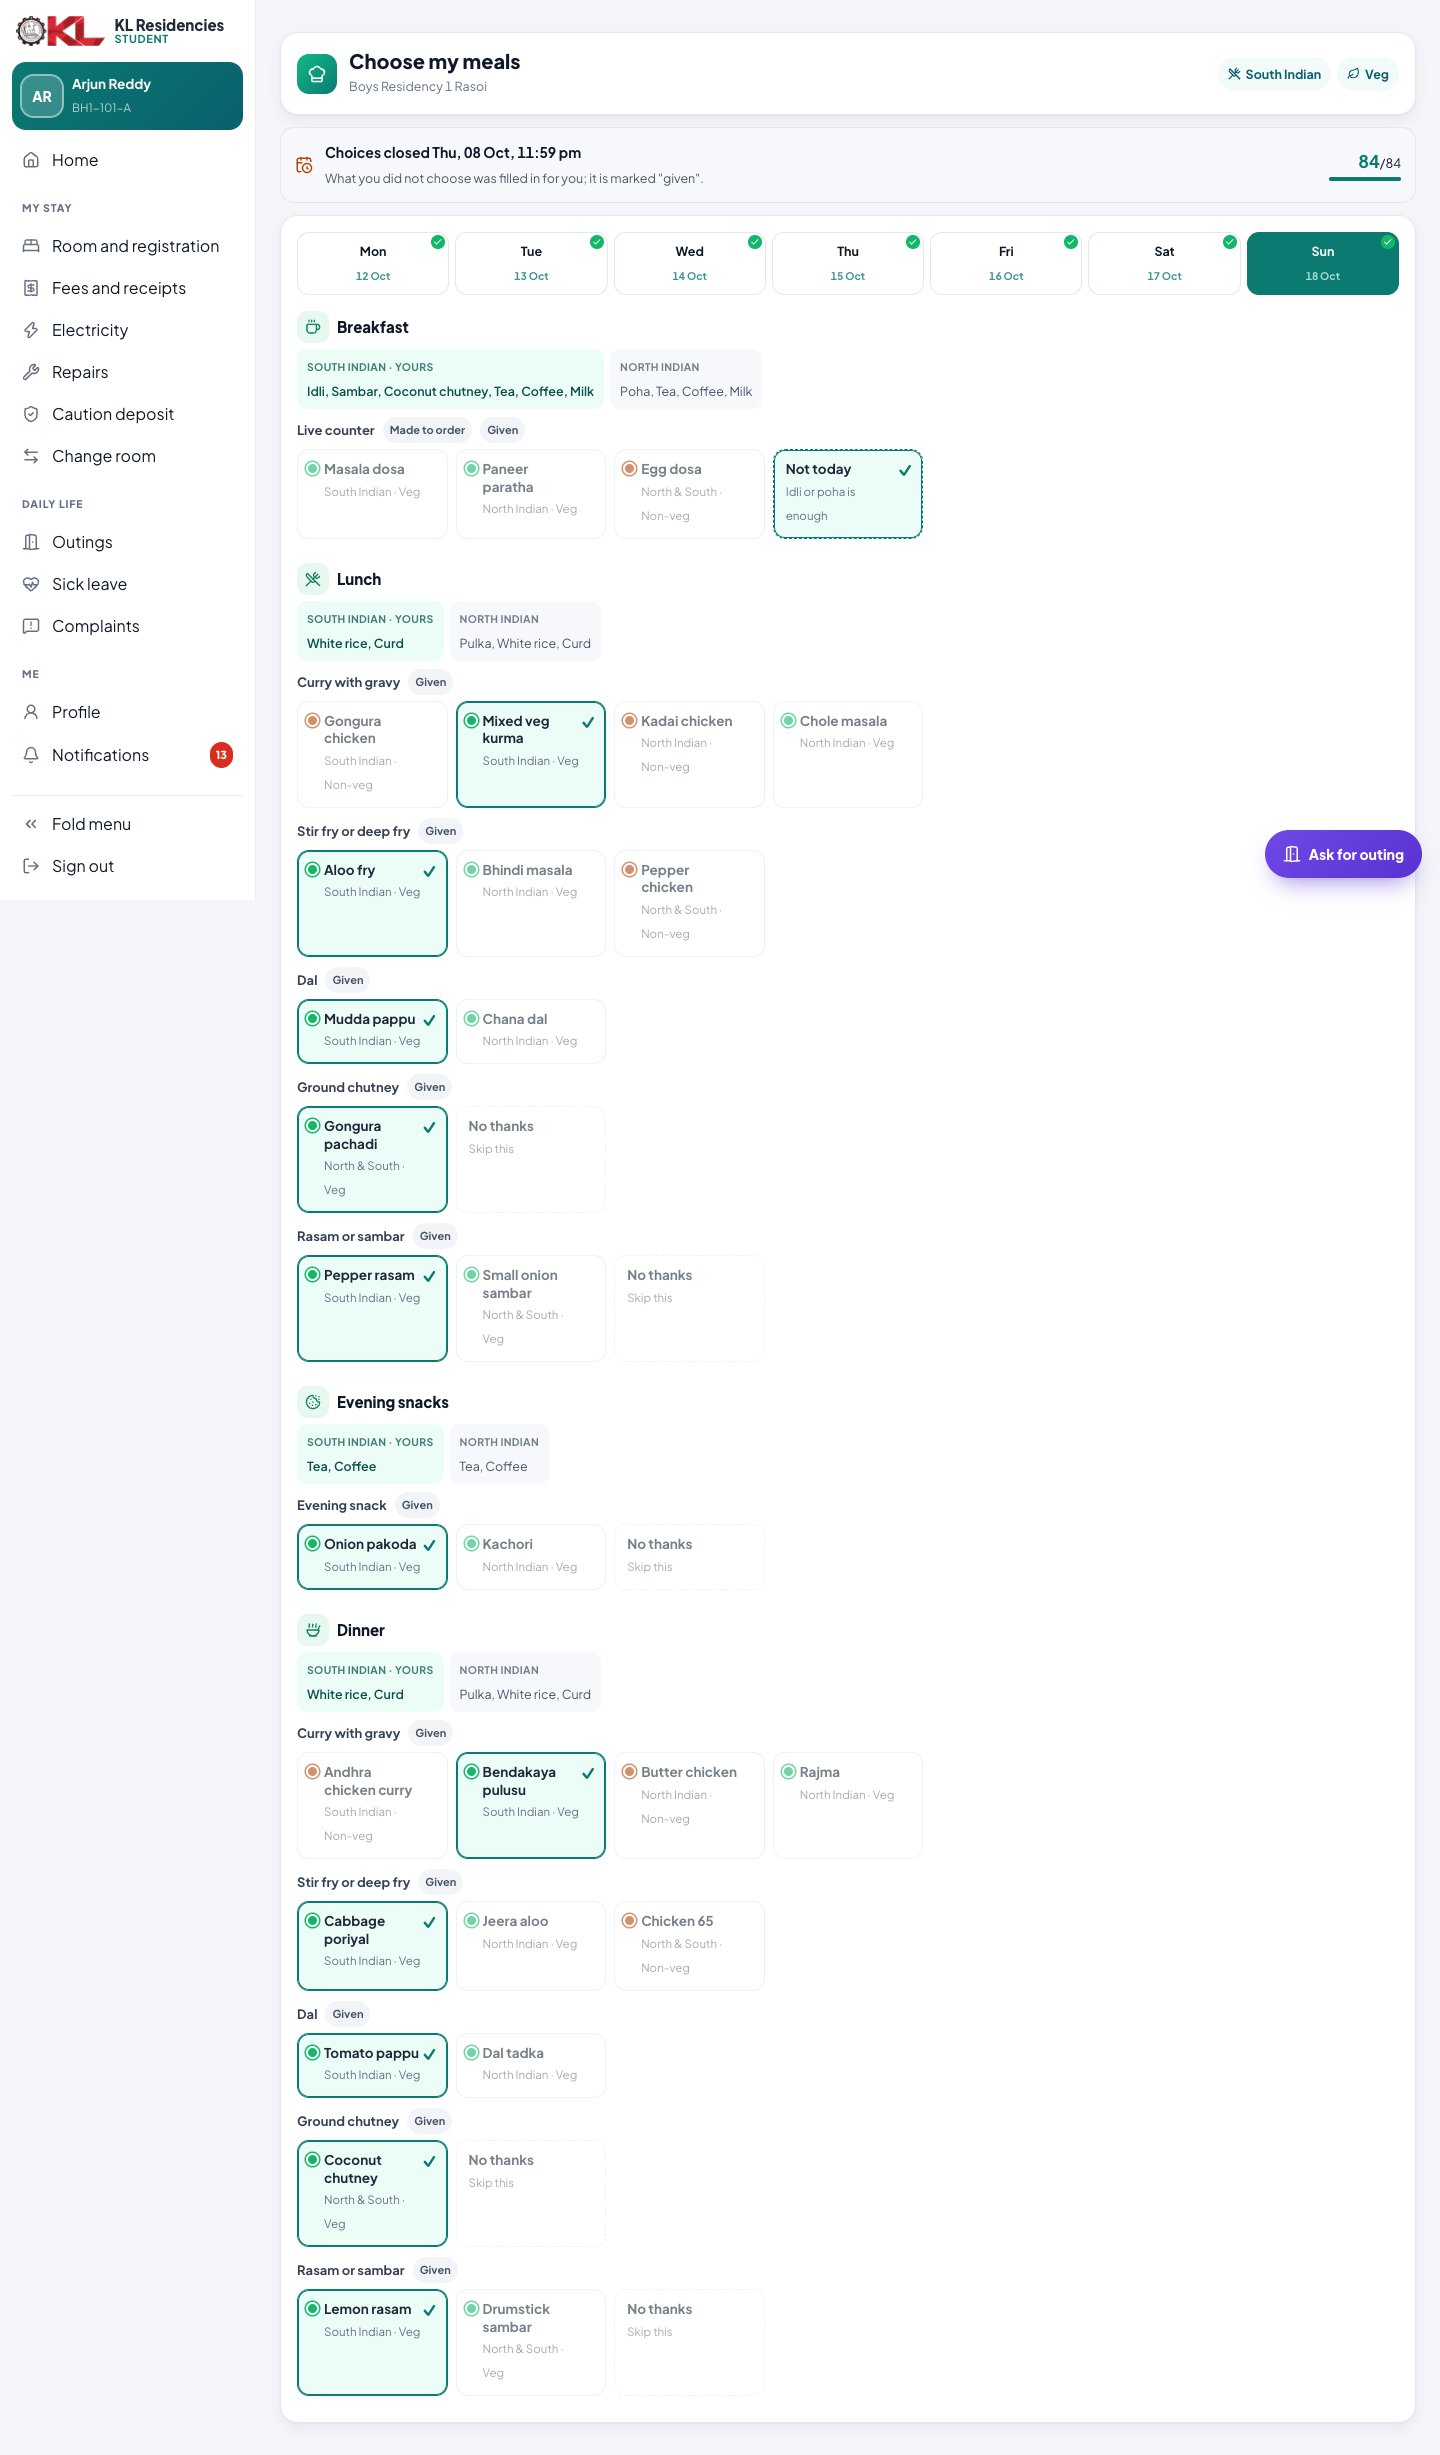 KL
KL Residencies
STUDENT
AR
Arjun Reddy
BH1-101-A
Home
MY STAY
Room and registration
Fees and receipts
Electricity
Repairs
Caution deposit
Change room
DAILY LIFE
Outings
Sick leave
Complaints
ME
Profile
Notifications 13
Fold menu
Sign out
Choose my meals
Boys Residency 1 Rasoi
South Indian Veg
Choices closed Thu, 08 Oct, 11:59 pm
What you did not choose was filled in for you; it is marked "given".
84/84
Mon Tue Wed Thu Fri Sat Sun
12 Oct 13 Oct 14 Oct 15 Oct 16 Oct 17 Oct 18 Oct
Breakfast
SOUTH INDIAN · YOURS
Idli, Sambar, Coconut chutney, Tea, Coffee, Milk
NORTH INDIAN
Poha, Tea, Coffee, Milk
Live counter Made to order Given
Masala dosa
South Indian · Veg
Paneer
paratha
North Indian · Veg
Egg dosa
North & South ·
Non-veg
Not today
Idli or poha is
enough
Lunch
SOUTH INDIAN · YOURS
White rice, Curd
NORTH INDIAN
Pulka, White rice, Curd
Curry with gravy Given
Gongura
chicken
South Indian ·
Non-veg
Mixed veg
kurma
South Indian · Veg
Kadai chicken
North Indian ·
Non-veg
Chole masala
North Indian · Veg
Stir fry or deep fry Given
Aloo fry
South Indian · Veg
Bhindi masala
North Indian · Veg
Pepper
chicken
North & South ·
Non-veg
Dal Given
Mudda pappu
South Indian · Veg
Chana dal
North Indian · Veg
Ground chutney Given
Gongura
pachadi
North & South ·
Veg
No thanks
Skip this
Rasam or sambar Given
Pepper rasam
South Indian · Veg
Small onion
sambar
North & South ·
Veg
No thanks
Skip this
Evening snacks
SOUTH INDIAN · YOURS
Tea, Coffee
NORTH INDIAN
Tea, Coffee
Evening snack Given
Onion pakoda
South Indian · Veg
Kachori
North Indian · Veg
No thanks
Skip this
Dinner
SOUTH INDIAN · YOURS
White rice, Curd
NORTH INDIAN
Pulka, White rice, Curd
Curry with gravy Given
Andhra
chicken curry
South Indian ·
Non-veg
Bendakaya
pulusu
South Indian · Veg
Butter chicken
North Indian ·
Non-veg
Rajma
North Indian · Veg
Stir fry or deep fry Given
Cabbage
poriyal
South Indian · Veg
Jeera aloo
North Indian · Veg
Chicken 65
North & South ·
Non-veg
Dal Given
Tomato pappu
South Indian · Veg
Dal tadka
North Indian · Veg
Ground chutney Given
Coconut
chutney
North & South ·
Veg
No thanks
Skip this
Rasam or sambar Given
Lemon rasam
South Indian · Veg
Drumstick
sambar
North & South ·
Veg
No thanks
Skip this
Ask for outing